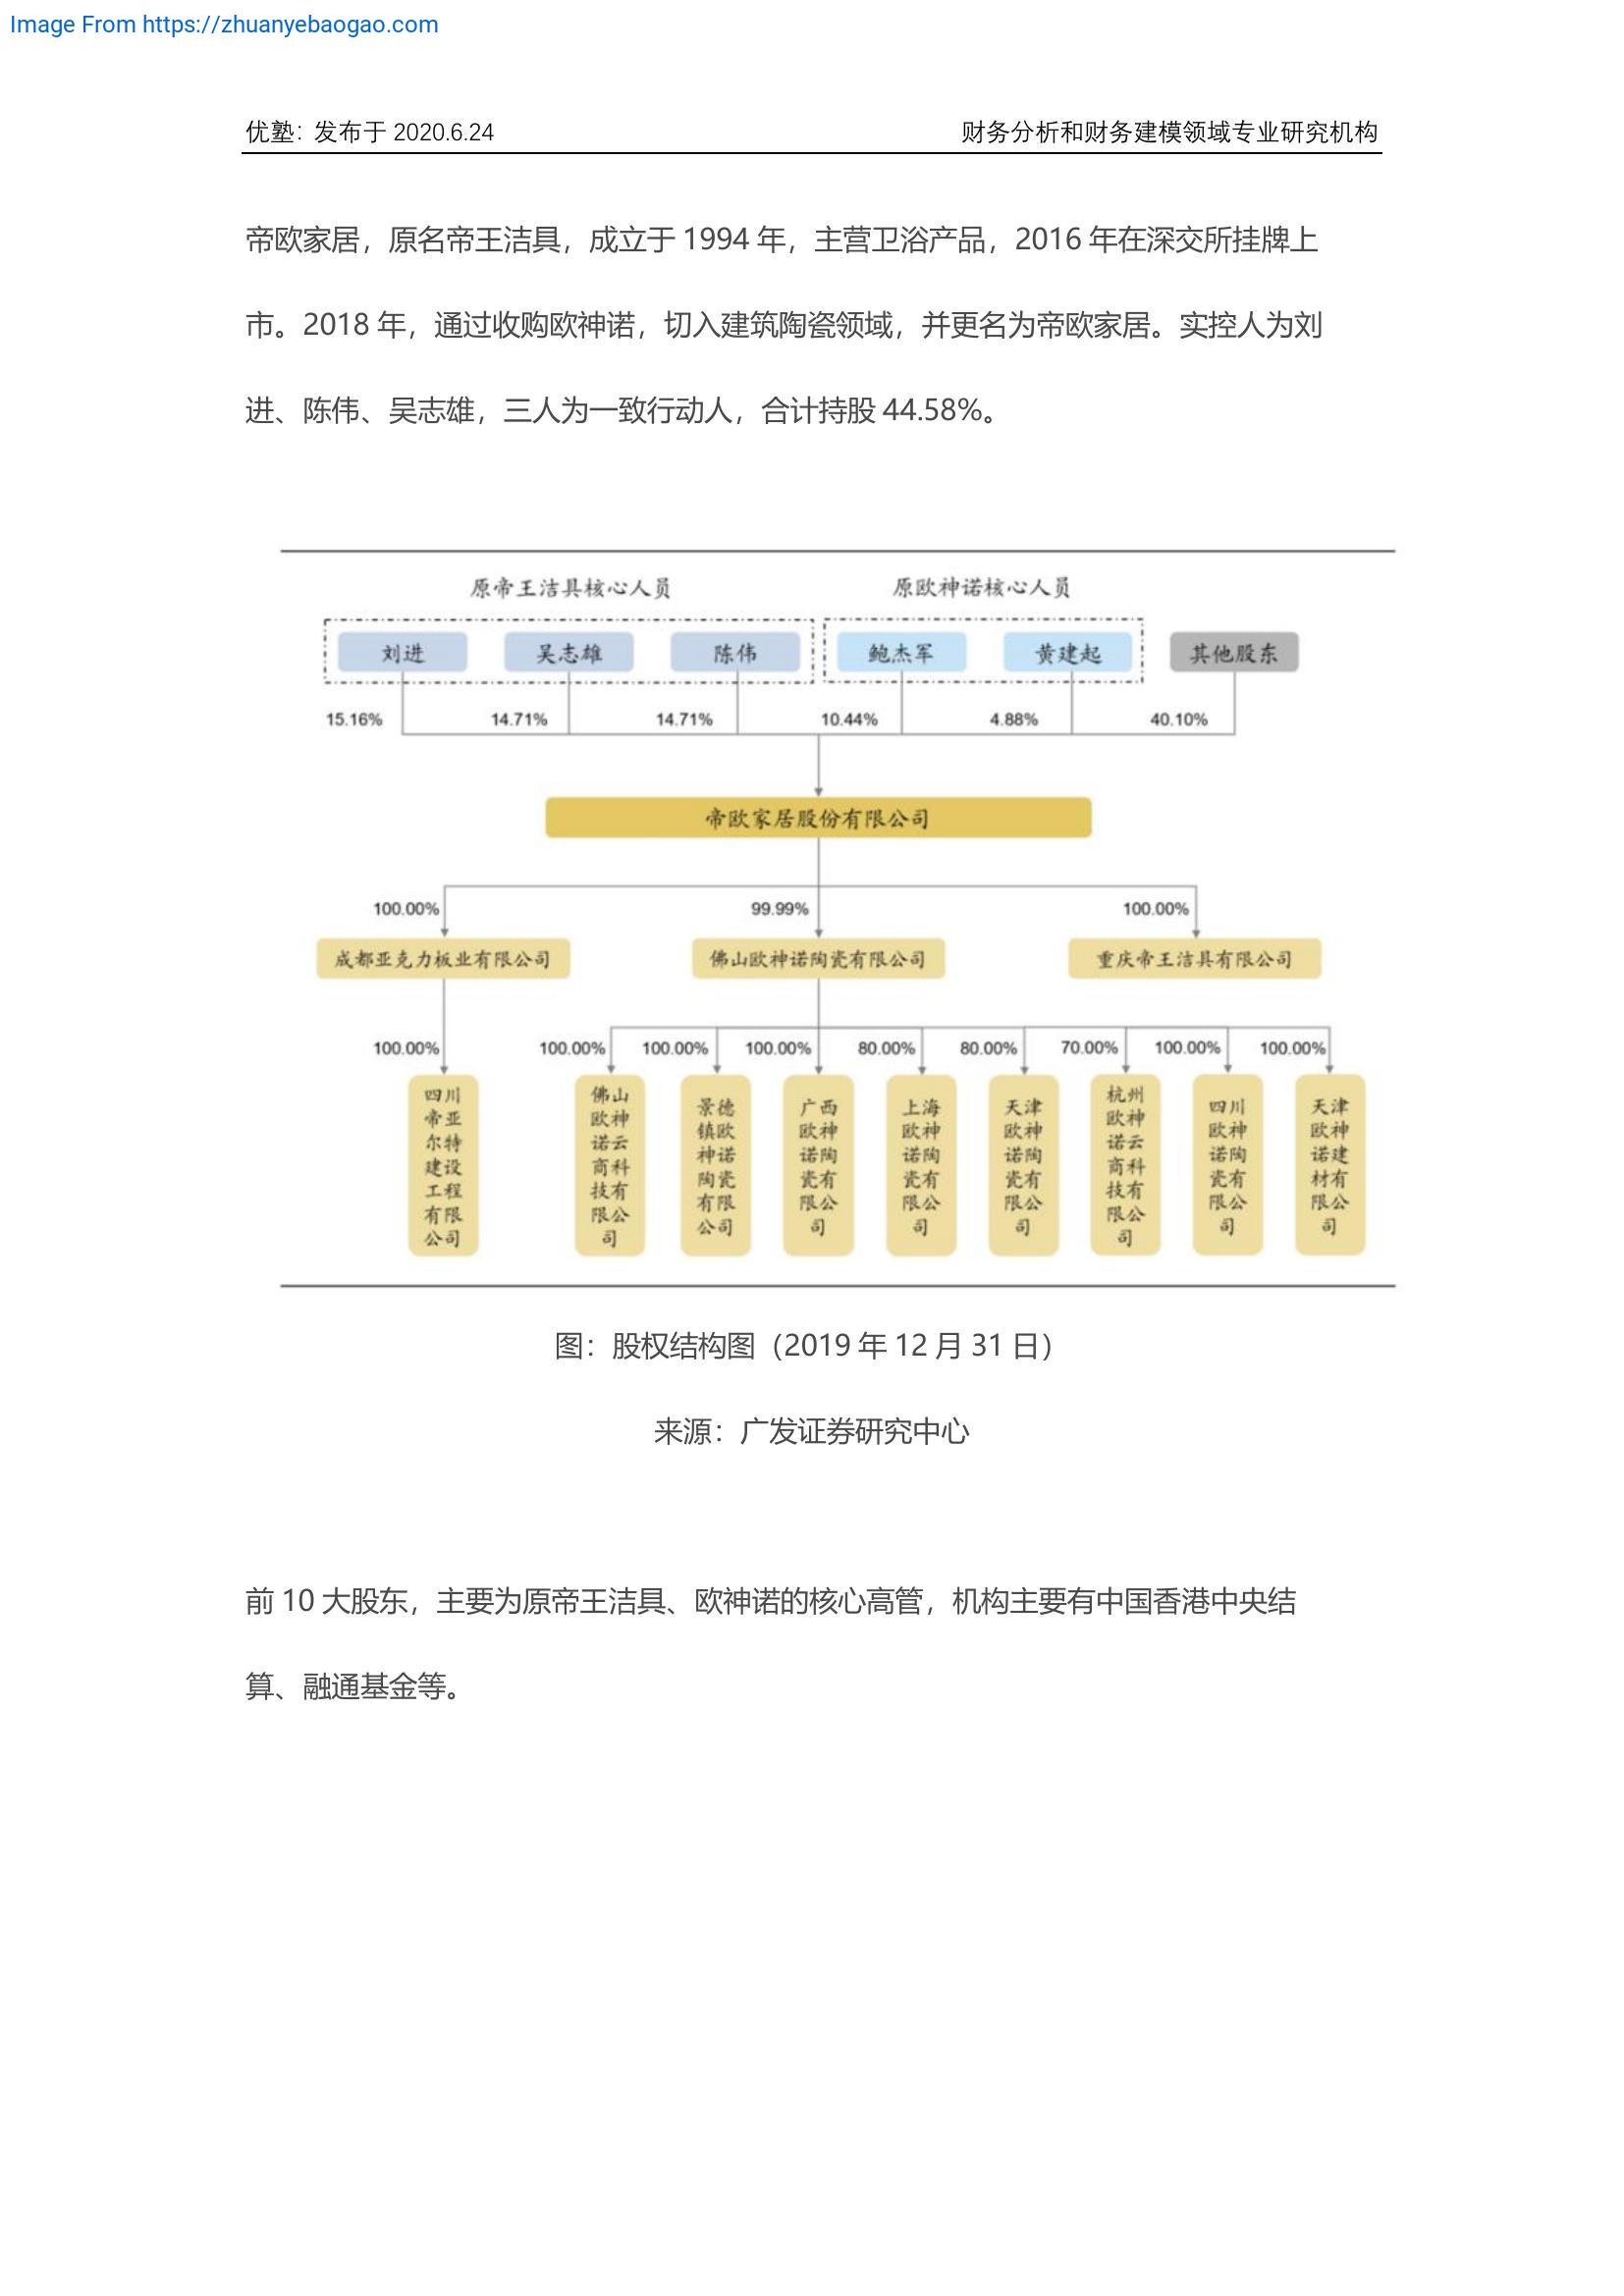 Image From https://zhuanyebaogao.com
优塾：发布于 2020.6.24
财务分析和财务建模领域专业研究机构
帝欧家居，原名帝王洁具，成立于 1994 年，主营卫浴产品，2016 年在深交所挂牌上
市。2018 年，通过收购欧神诺，切入建筑陶瓷领域，并更名为帝欧家居。实控人为刘
进、陈伟、吴志雄，三人为一致行动人，合计持股 44.58%。
原帝王洁具核心人员
原欧神诺核心人员
刘进
吴志雄
陈伟
鲍杰军
黄建起
其他股东
15.16%
14.71%
14.71%
10.44%
4.88%
40.10%
帝欧家居股份有限公司
100.00%
99.99%
100.00%
成都亚克力板业有限公司
佛山欧神诺陶瓷有限公司
重庆帝王洁具有限公司
100.00%
100.00%
100.00%
100.00%
80.00%
80.00%
70.00%
100.00%
100.00%
四川
帝亚
尔特
建设
工程
有限
公司
佛山
欧神
诺云
商科
技有
限公
司
景德
镇欧
神诺
陶瓷
有限
公司
广西
欧神
诺陶
瓷有
限公
司
上海
欧神
诺陶
瓷有
限公
司
天津
欧神
诺陶
瓷有
限公
司
杭州
欧神
诺云
商科
技有
限公
司
四川
欧神
诺陶
瓷有
限公
司
天津
欧神
诺建
材有
限公
司
图：股权结构图（2019 年 12 月 31 日）
来源：广发证券研究中心
前 10 大股东，主要为原帝王洁具、欧神诺的核心高管，机构主要有中国香港中央结
算、融通基金等。